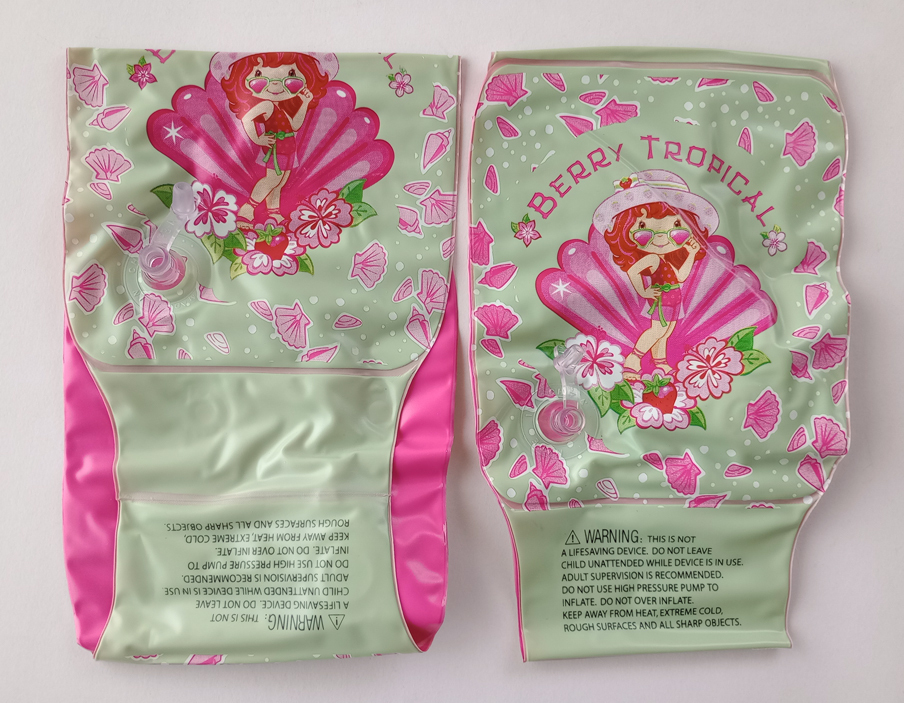 BERRY TROPICAL
WARNING: THIS IS NOT
A LIFESAVING DEVICE. DO NOT LEAVE
CHILD UNATTENDED WHILE DEVICE IS IN USE.
ADULT SUPERVISION IS RECOMMENDED.
DO NOT USE HIGH PRESSURE PUMP TO
INFLATE. DO NOT OVER INFLATE.
KEEP AWAY FROM HEAT, EXTREME COLD,
ROUGH SURFACES AND ALL SHARP OBJECTS.
WARNING: THIS IS NOT
A LIFESAVING DEVICE. DO NOT LEAVE
CHILD UNATTENDED WHILE DEVICE IS IN USE
ADULT SUPERVISION IS RECOMMENDED.
DO NOT USE HIGH PRESSURE PUMP TO
INFLATE. DO NOT OVER INFLATE.
KEEP AWAY FROM HEAT, EXTREME COLD,
ROUGH SURFACES AND ALL SHARP OBJECTS.